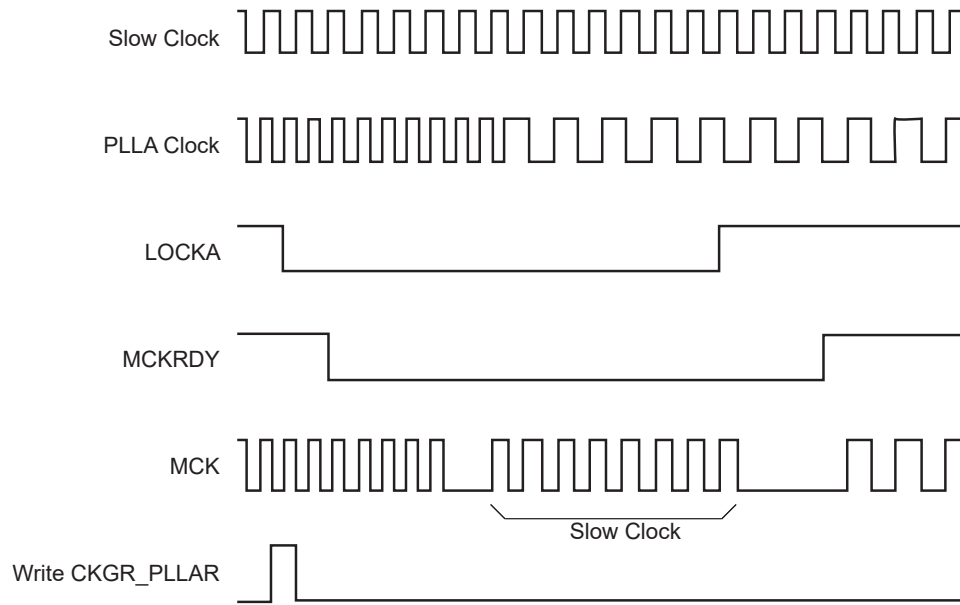 Slow Clock
PLLA Clock
LOCKA
MCKRDY
MCK
Slow Clock
Write CKGR_PLLAR